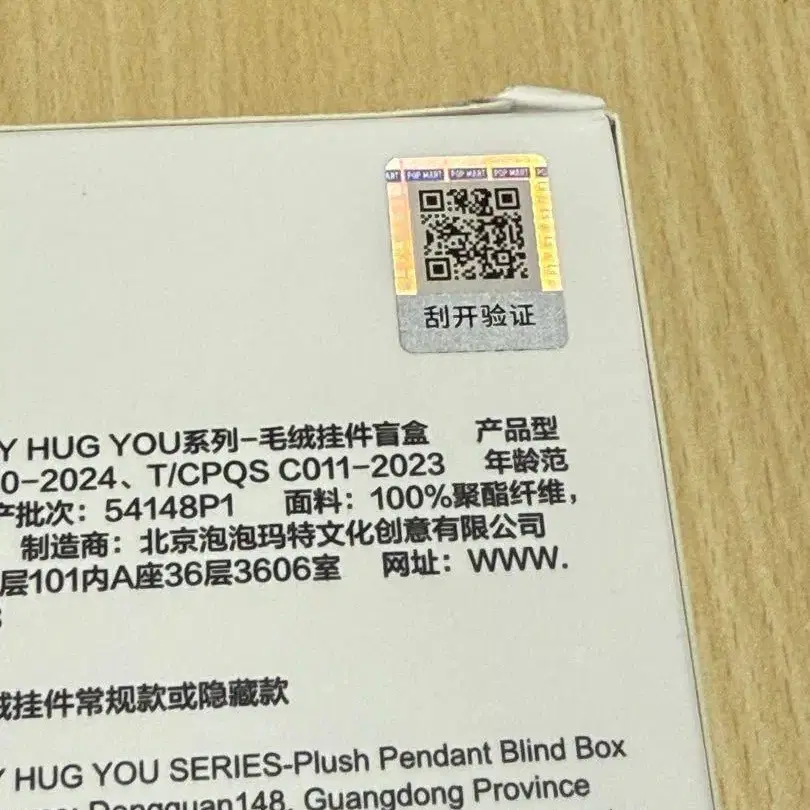 ART POP MART POP MART POP MART PO
刮开验证
Y HUG YOU系列-毛绒挂件盲盒 产品型
0-2024、T/CPQS C011-2023 年龄范
产批次：54148P1 面料：100%聚酯纤维，
制造商：北京泡泡玛特文化创意有限公司
层101内A座36层3606室 网址：WWW.
绒挂件常规款或隐藏款
Y HUG YOU SERIES-Plush Pendant Blind Box
Dongguan148, Guangdong Province